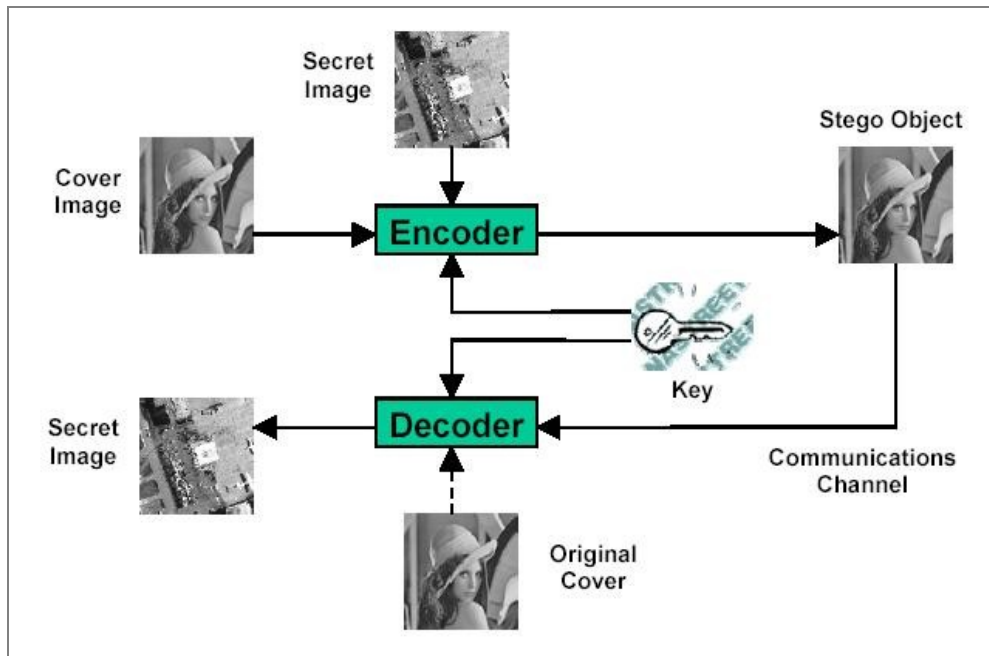 Secret
Image
Stego Object
Cover
Image
Encoder
Key
Secret
Image
Decoder
Communications
Channel
Original
Cover